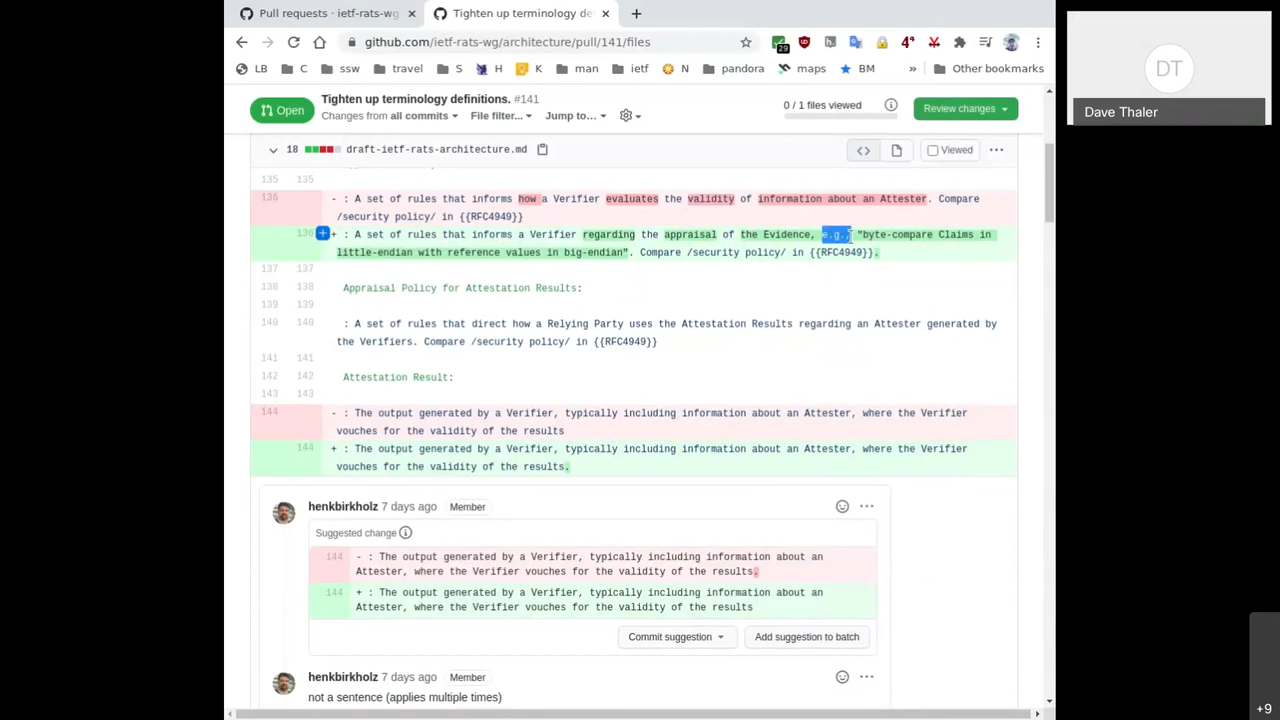 Pull requests · ietf-rats-wg
Tighten up terminology de
github.com/ietf-rats-wg/architecture/pull/141/files
29
LB C ssw travel S H K man ietf N pandora maps BM » Other bookmarks
Open
Tighten up terminology definitions. #141
Changes from all commits File filter... Jump to...
0 / 1 files viewed
Review changes
18 draft-ietf-rats-architecture.md
Viewed
135 135
136 - : A set of rules that informs how a Verifier evaluates the validity of information about an Attester. Compare
/security policy/ in {{RFC4949}}
136 + : A set of rules that informs a Verifier regarding the appraisal of the Evidence, e.g., "byte-compare Claims in
little-endian with reference values in big-endian". Compare /security policy/ in {{RFC4949}}.
137 137
138 138 Appraisal Policy for Attestation Results:
139 139
140 140 : A set of rules that direct how a Relying Party uses the Attestation Results regarding an Attester generated by
the Verifiers. Compare /security policy/ in {{RFC4949}}
141 141
142 142 Attestation Result:
143 143
144 - : The output generated by a Verifier, typically including information about an Attester, where the Verifier
vouches for the validity of the results
144 + : The output generated by a Verifier, typically including information about an Attester, where the Verifier
vouches for the validity of the results.
henkbirkholz 7 days ago Member
Suggested change
144 - : The output generated by a Verifier, typically including information about an
Attester, where the Verifier vouches for the validity of the results.
144 + : The output generated by a Verifier, typically including information about an
Attester, where the Verifier vouches for the validity of the results
Commit suggestion Add suggestion to batch
henkbirkholz 7 days ago Member
not a sentence (applies multiple times)
DT
Dave Thaler
+9